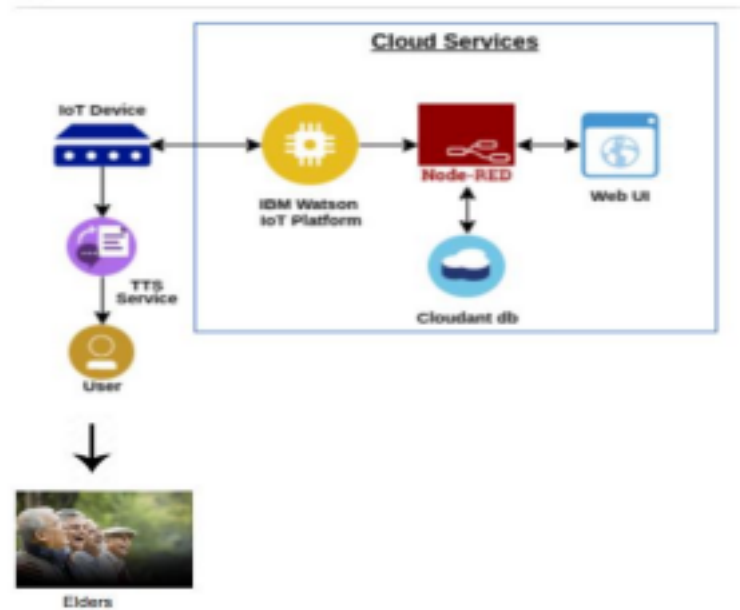 Cloud Services
IoT Device
IBM Watson
IoT Platform
Node-RED
Web UI
Cloudant db
TTS
Service
User
Elders